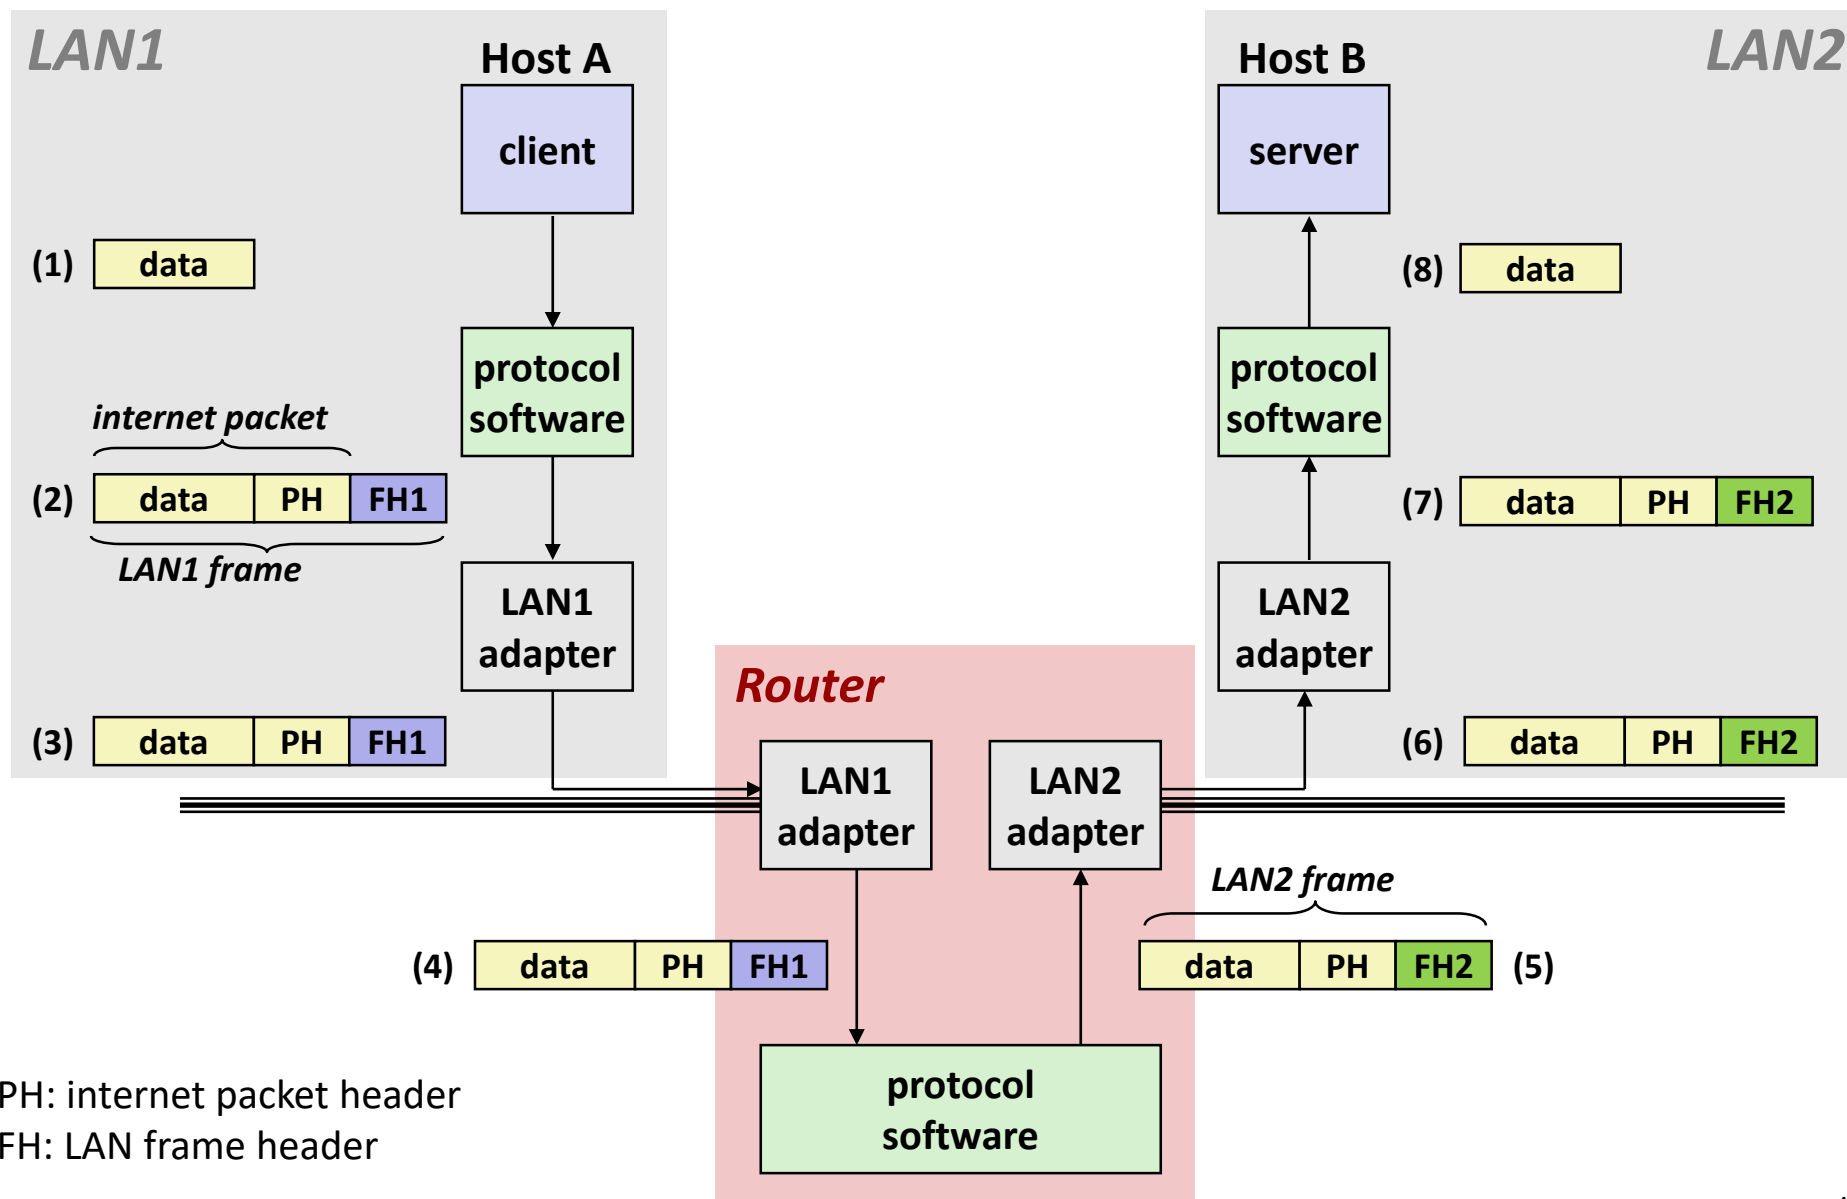 LAN1
Host A
client
(1) data
protocol
software
internet packet
(2) data PH FH1
LAN1 frame
LAN1
adapter
(3) data PH FH1
Router
LAN1
adapter
(4) data PH FH1
protocol
software
LAN2
adapter
LAN2 frame
data PH FH2 (5)
LAN2
Host B
server
(8) data
protocol
software
(7) data PH FH2
LAN2
adapter
(6) data PH FH2
PH: internet packet header
FH: LAN frame header